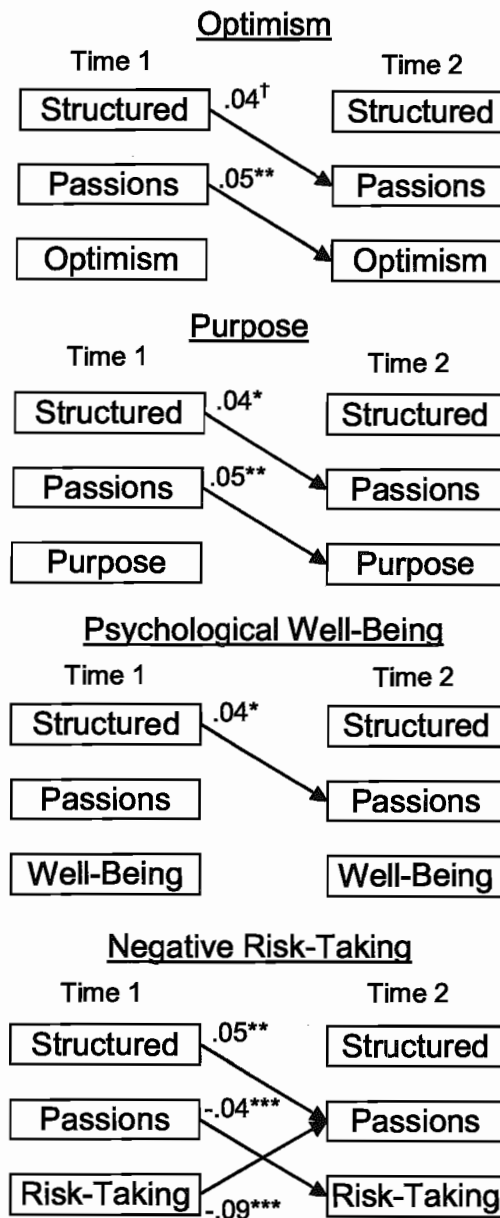 Optimism
Time 1 Time 2
Structured .04† Structured
Passions .05** Passions
Optimism Optimism
Purpose
Time 1 Time 2
Structured .04* Structured
Passions .05** Passions
Purpose Purpose
Psychological Well-Being
Time 1 Time 2
Structured .04* Structured
Passions Passions
Well-Being Well-Being
Negative Risk-Taking
Time 1 Time 2
Structured .05** Structured
Passions -.04*** Passions
Risk-Taking -.09*** Risk-Taking